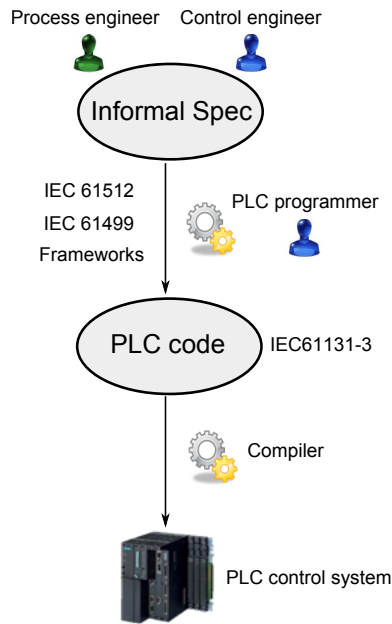 Process engineer
Control engineer
Informal Spec
IEC 61512
IEC 61499
Frameworks
PLC programmer
PLC code
IEC61131-3
Compiler
PLC control system